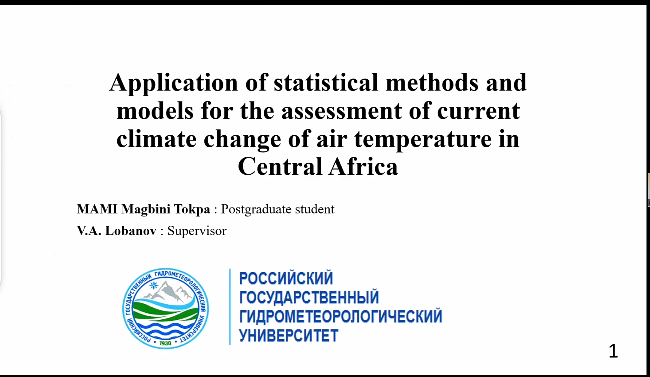 Application of statistical methods and
models for the assessment of current
climate change of air temperature in
Central Africa
MAMI Magbini Tokpa : Postgraduate student
V.A. Lobanov : Supervisor
РОССИЙСКИЙ ГОСУДАРСТВЕННЫЙ ГИДРОМЕТЕОРОЛОГИЧЕСКИЙ УНИВЕРСИТЕТ
1930
РОССИЙСКИЙ
ГОСУДАРСТВЕННЫЙ
ГИДРОМЕТЕОРОЛОГИЧЕСКИЙ
УНИВЕРСИТЕТ
1